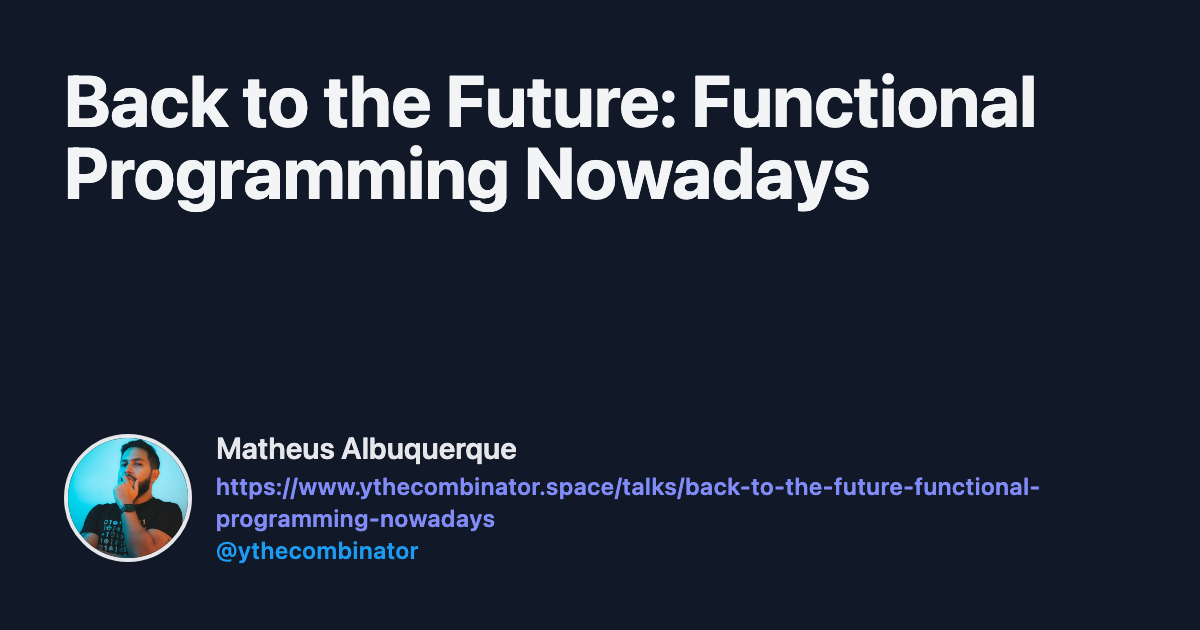 Back to the Future: Functional
Programming Nowadays
Matheus Albuquerque
https://www.ythecombinator.space/talks/back-to-the-future-functional-
programming-nowadays
@ythecombinator